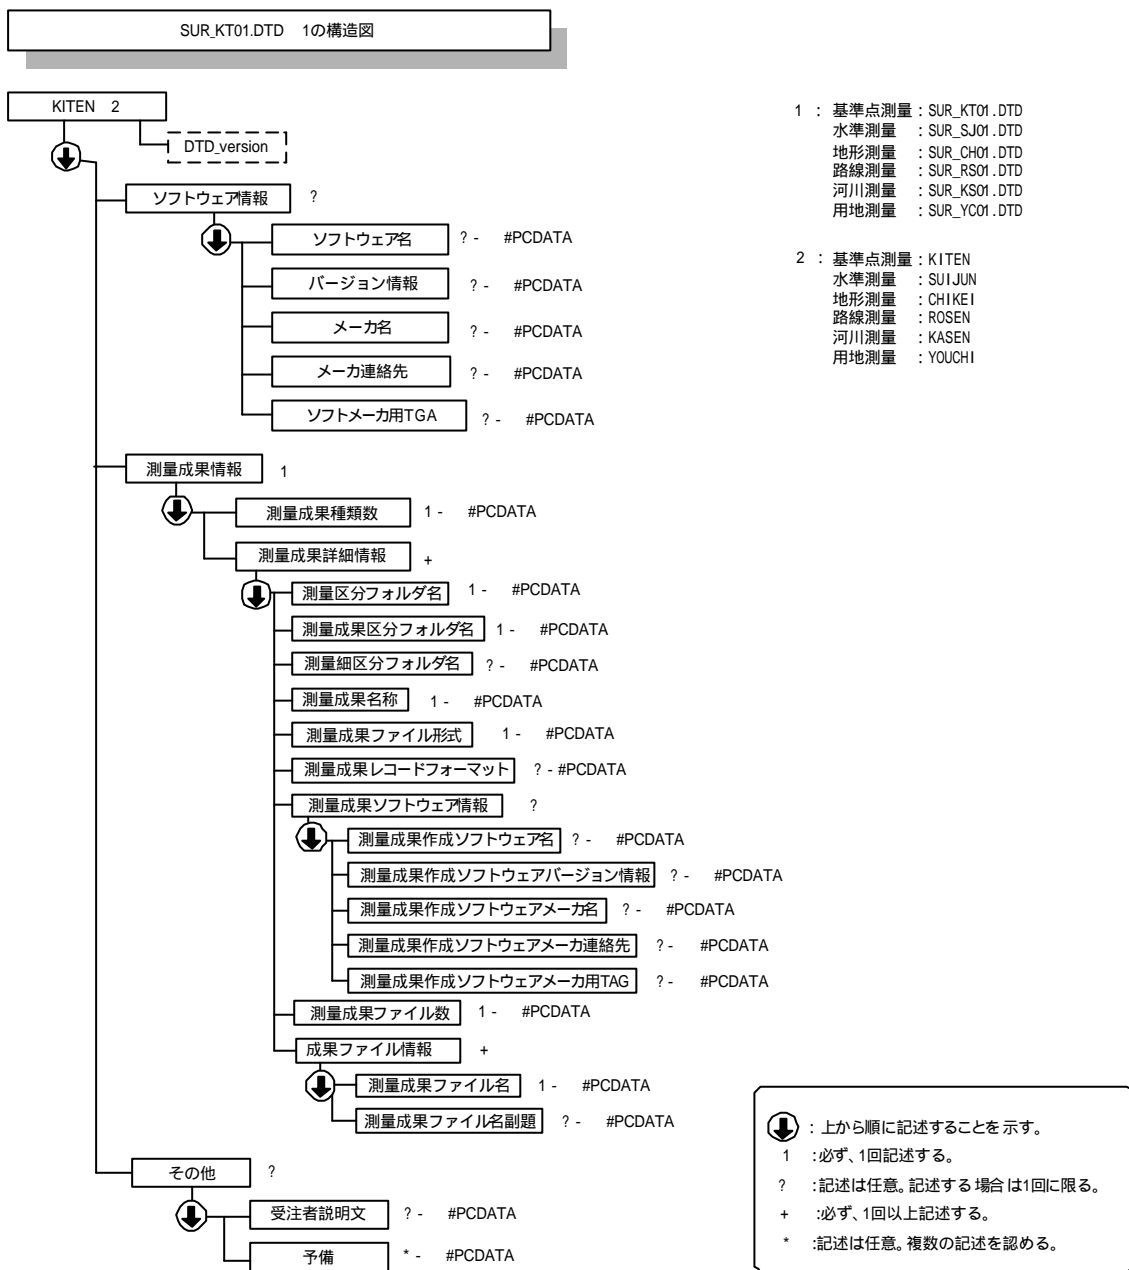 SUR_KT01.DTD　1の構造図
KITEN　2
DTD_version
ソフトウェア情報　?
ソフトウェア名　? -　#PCDATA
バージョン情報　? -　#PCDATA
メーカ名　? -　#PCDATA
メーカ連絡先　? -　#PCDATA
ソフトメーカ用TGA　? -　#PCDATA
測量成果情報　1
測量成果種類数　1 -　#PCDATA
測量成果詳細情報　+
測量区分フォルダ名　1 -　#PCDATA
測量成果区分フォルダ名　1 -　#PCDATA
測量細区分フォルダ名　? -　#PCDATA
測量成果名称　1 -　#PCDATA
測量成果ファイル形式　1 -　#PCDATA
測量成果レコードフォーマット　? - #PCDATA
測量成果ソフトウェア情報　?
測量成果作成ソフトウェア名　? -　#PCDATA
測量成果作成ソフトウェアバージョン情報　? -　#PCDATA
測量成果作成ソフトウェアメーカ名　? -　#PCDATA
測量成果作成ソフトウェアメーカ連絡先　? -　#PCDATA
測量成果作成ソフトウェアメーカ用TAG　? -　#PCDATA
測量成果ファイル数　1 -　#PCDATA
成果ファイル情報　+
測量成果ファイル名　1 -　#PCDATA
測量成果ファイル名副題　? -　#PCDATA
その他　?
受注者説明文　? -　#PCDATA
予備　* -　#PCDATA
1 : 基準点測量 : SUR_KT01.DTD
水準測量 : SUR_SJ01.DTD
地形測量 : SUR_CH01.DTD
路線測量 : SUR_RS01.DTD
河川測量 : SUR_KS01.DTD
用地測量 : SUR_YC01.DTD
2 : 基準点測量 : KITEN
水準測量 : SUIJUN
地形測量 : CHIKEI
路線測量 : ROSEN
河川測量 : KASEN
用地測量 : YOUCHI
: 上から順に記述することを示す。
1 :必ず、1回記述する。
? :記述は任意。記述する場合は1回に限る。
+ :必ず、1回以上記述する。
* :記述は任意。複数の記述を認める。